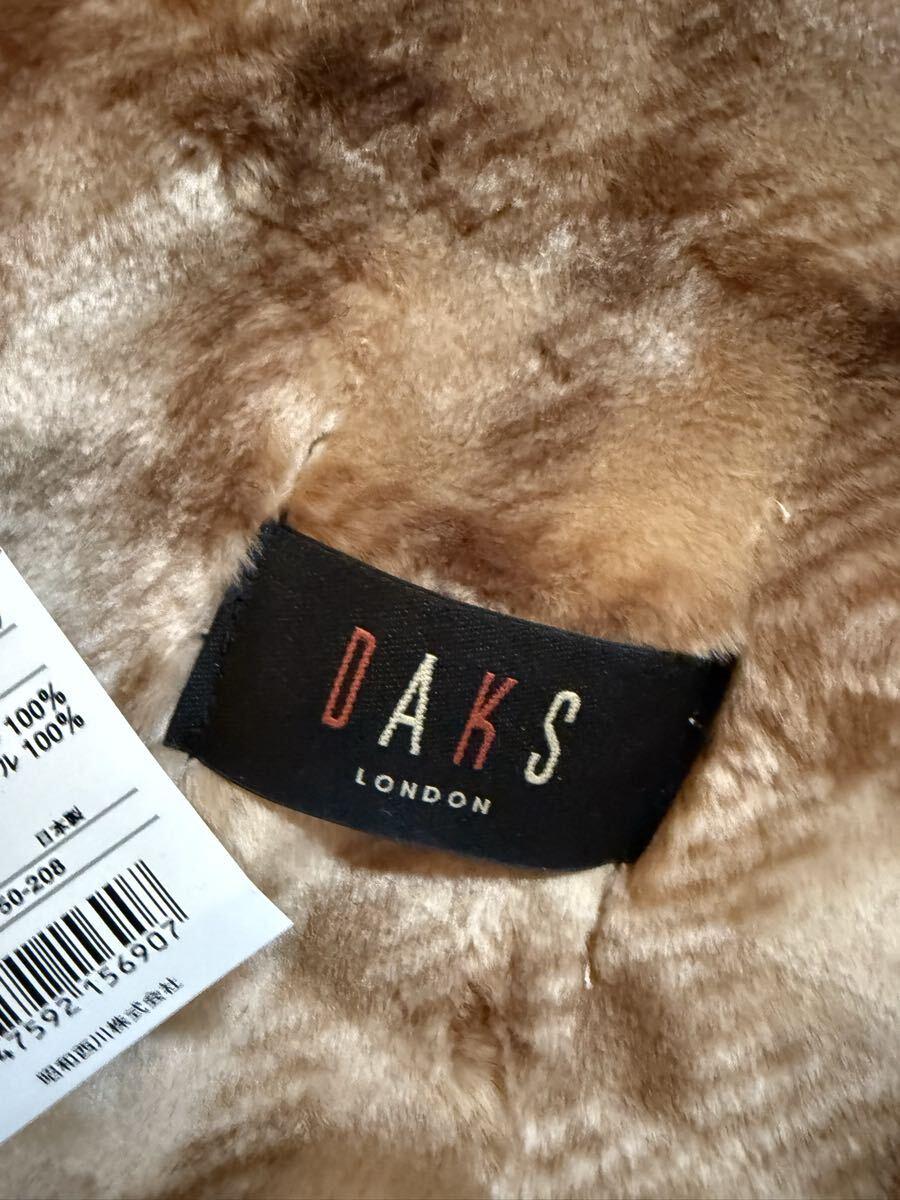 DAKS
LONDON
100%
ル 100%
日本製
60-208
47592 156907
昭和西川株式会社